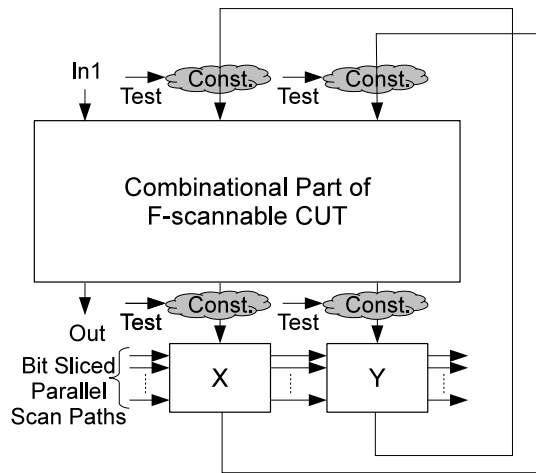 In1
Test
Const.
Test
Const.
Combinational Part of
F-scannable CUT
Out
Test
Const.
Test
Const.
Bit Sliced
Parallel
Scan Paths
X
Y